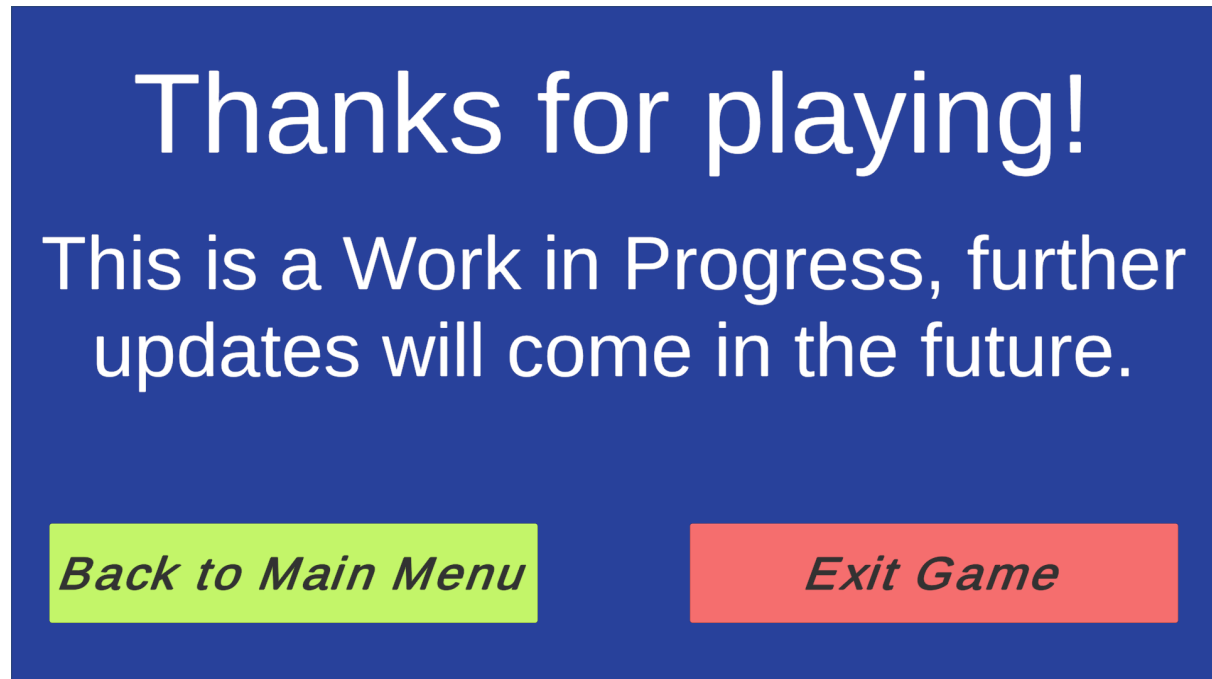 Thanks for playing!
This is a Work in Progress, further
updates will come in the future.
Back to Main Menu
Exit Game